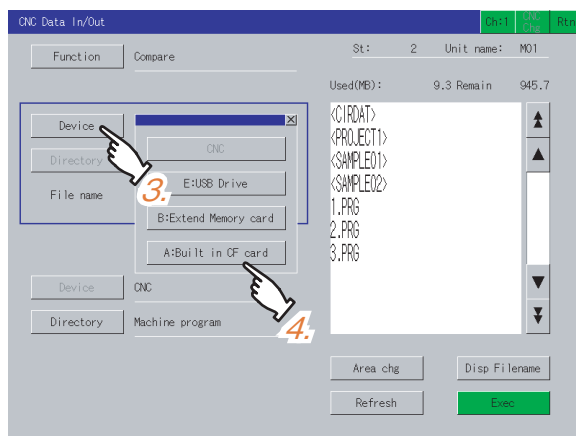 CNC Data In/Out Ch:1 CNC Chg Rtn
Function Compare
St: 2 Unit name: M01
Used(MB): 9.3 Remain 945.7
Device
Directory
File name
CNC
E:USB Drive
B:Extend Memory card
A:Built in CF card
3.
4.
Device CNC
Directory Machine program
<CIRDAT>
<PROJECT1>
<SAMPLE01>
<SAMPLE02>
1.PRG
2.PRG
3.PRG
Area chg Disp Filename
Refresh Exec